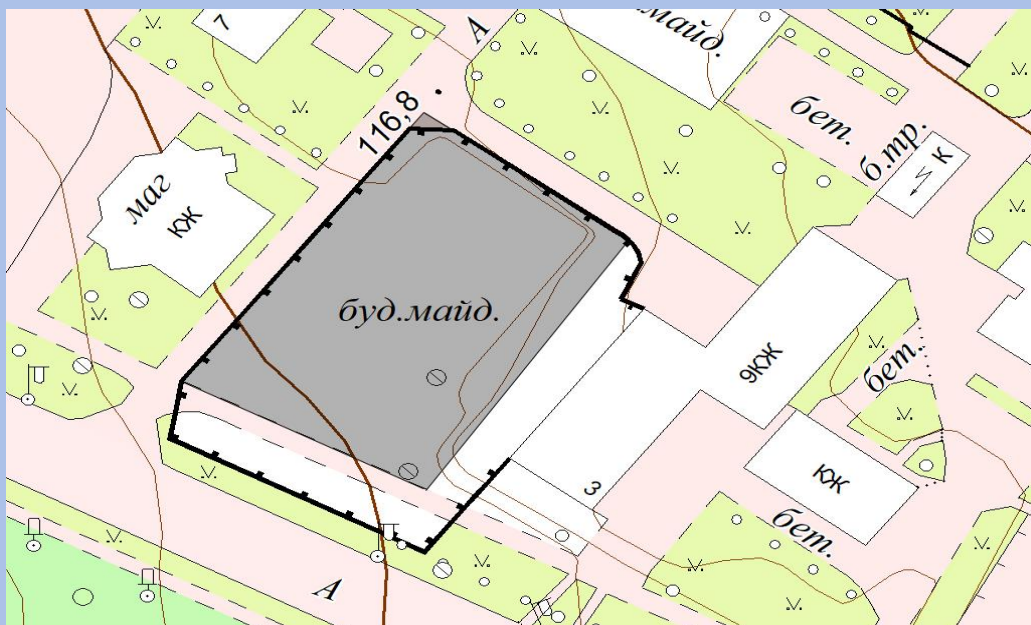 7
А
майд.
116,8
бет.
б.тр.
К
маг
КЖ
буд.майд.
9КЖ
бет.
3
КЖ
бет.
А